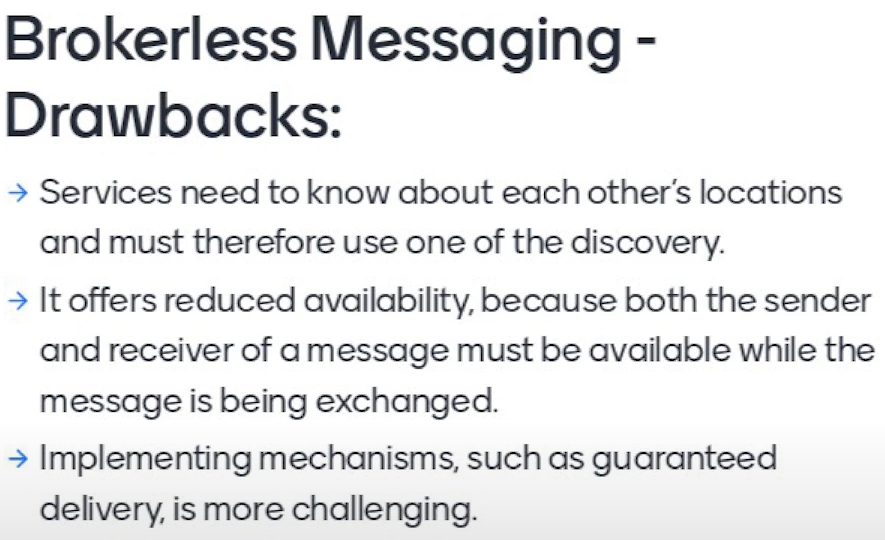 Brokerless Messaging -
Drawbacks:
→ Services need to know about each other's locations
and must therefore use one of the discovery.
→ It offers reduced availability, because both the sender
and receiver of a message must be available while the
message is being exchanged.
→ Implementing mechanisms, such as guaranteed
delivery, is more challenging.